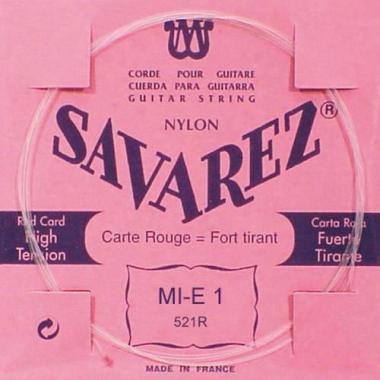 CORDE POUR GUITARE
CUERDA PARA GUITARRA
GUITAR STRING
NYLON
SAVAREZ®
Red Card
High
Tension
Carte Rouge = Fort tirant
Carta Roja
Fuerte
Tirante
MI-E 1
521R
MADE IN FRANCE